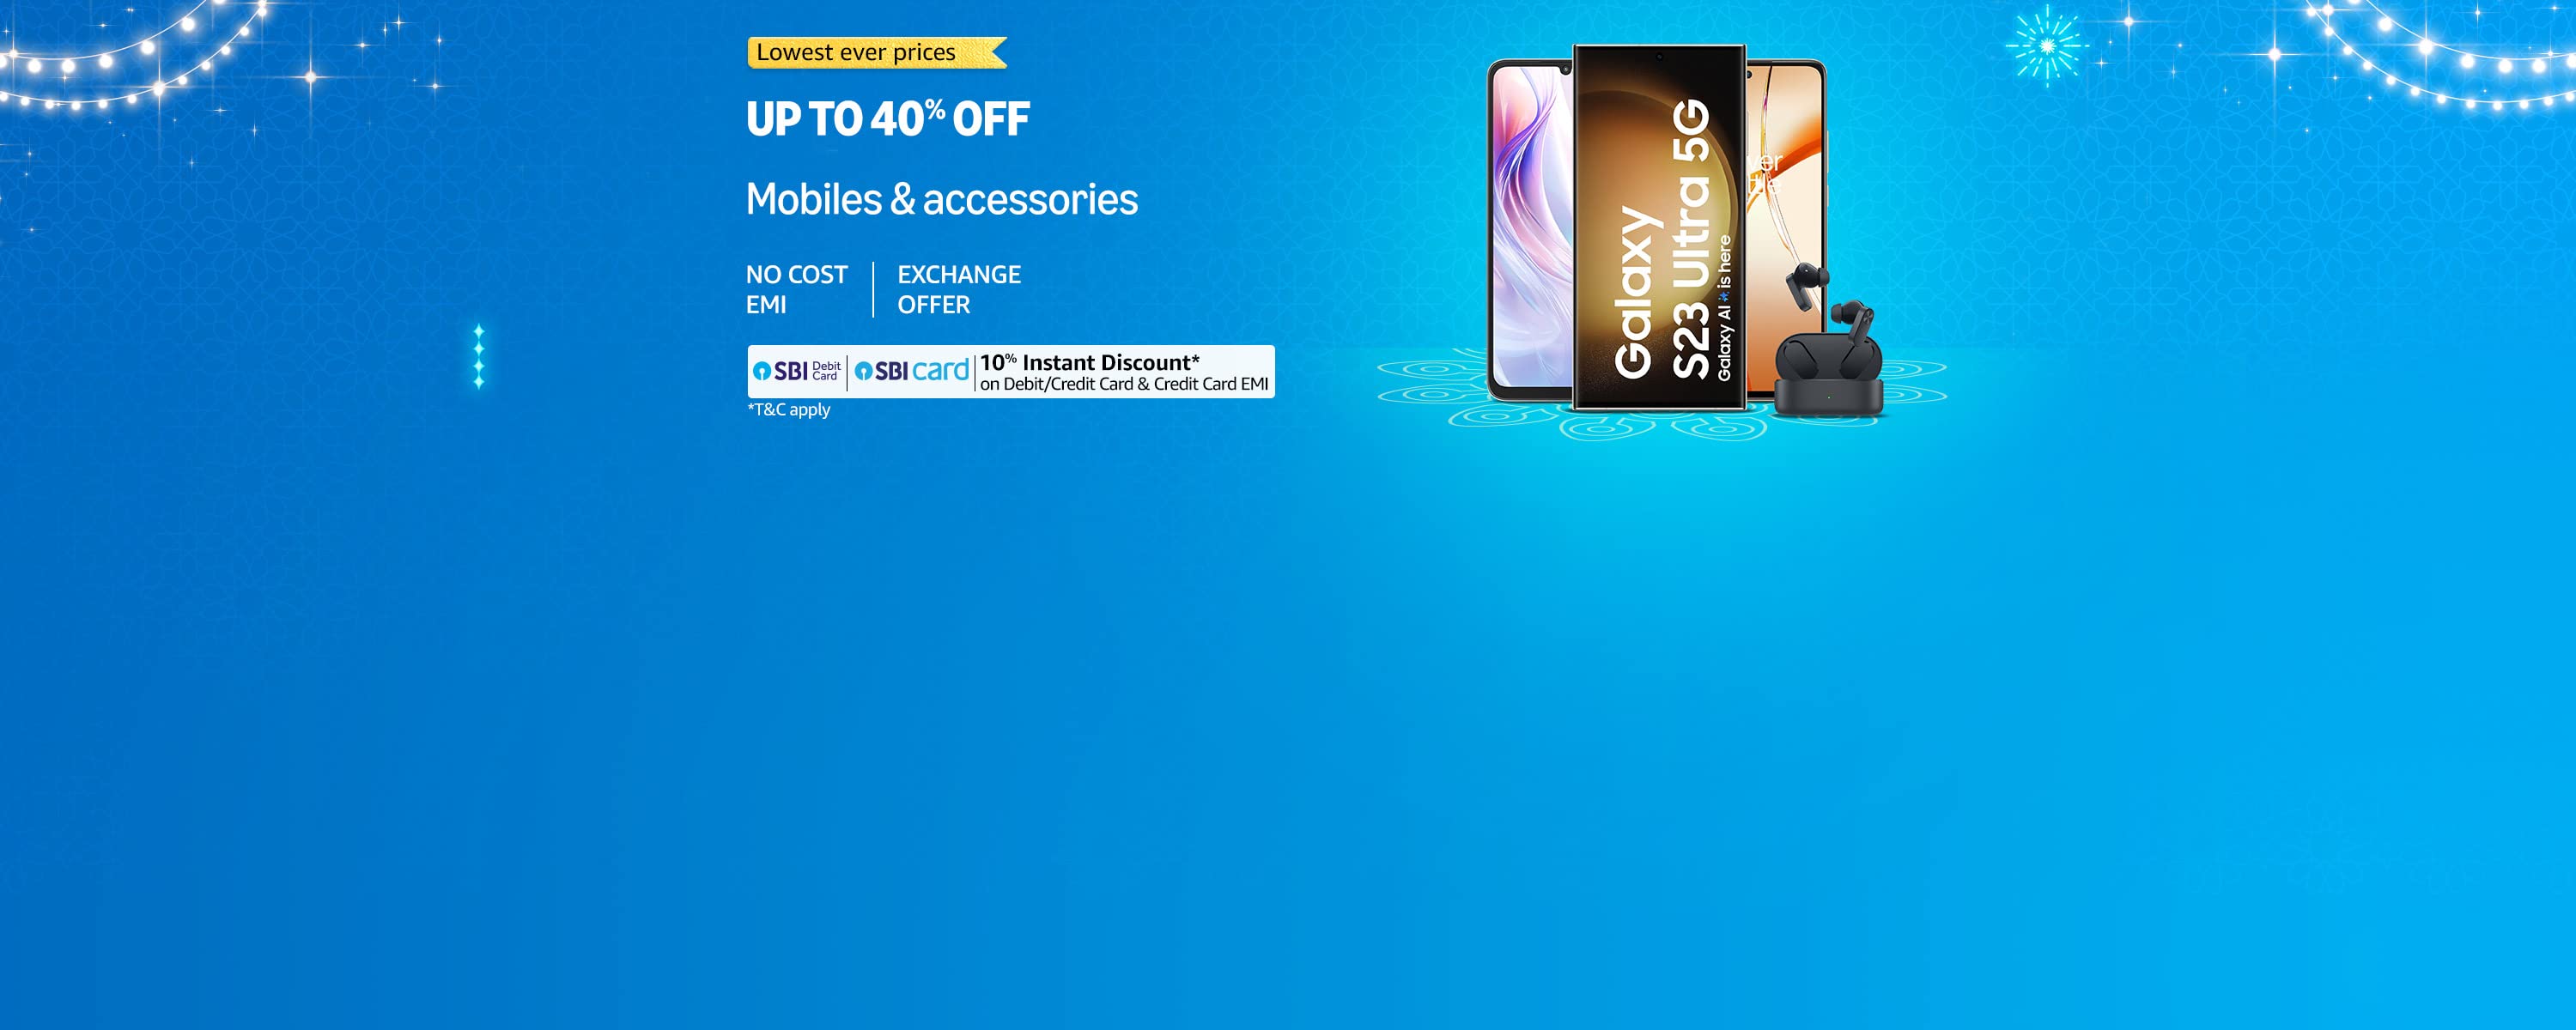 Lowest ever prices
UP TO 40% OFF
Mobiles & accessories
NO COST
EMI
EXCHANGE
OFFER
SBI Debit Card
SBI card
10% Instant Discount*
on Debit/Credit Card & Credit Card EMI
*T&C apply
Galaxy
S23 Ultra 5G
Galaxy AI is here